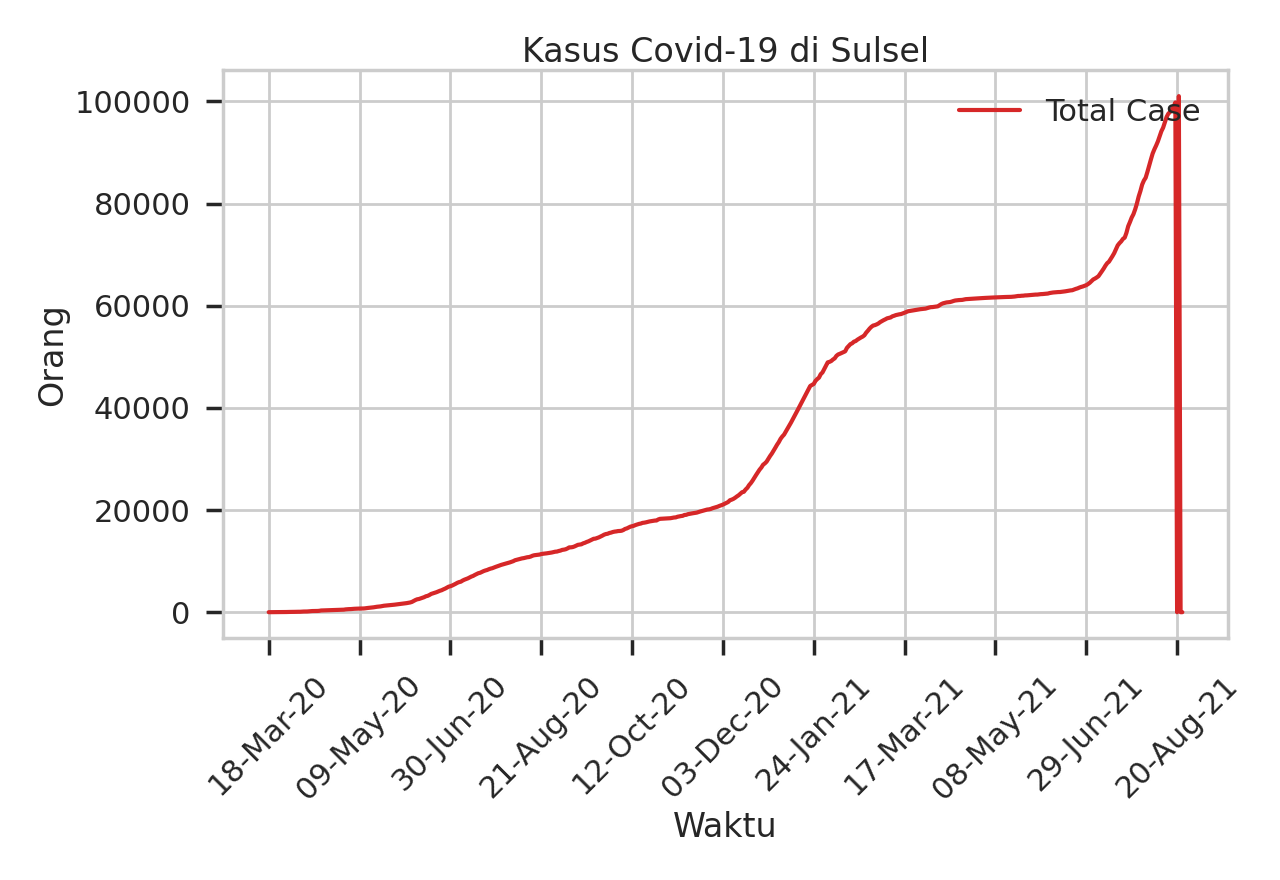 Kasus Covid-19 di Sulsel
Total Case
100000
80000
60000
40000
20000
0
Orang
18-Mar-20
09-May-20
30-Jun-20
21-Aug-20
12-Oct-20
03-Dec-20
24-Jan-21
17-Mar-21
08-May-21
29-Jun-21
20-Aug-21
Waktu